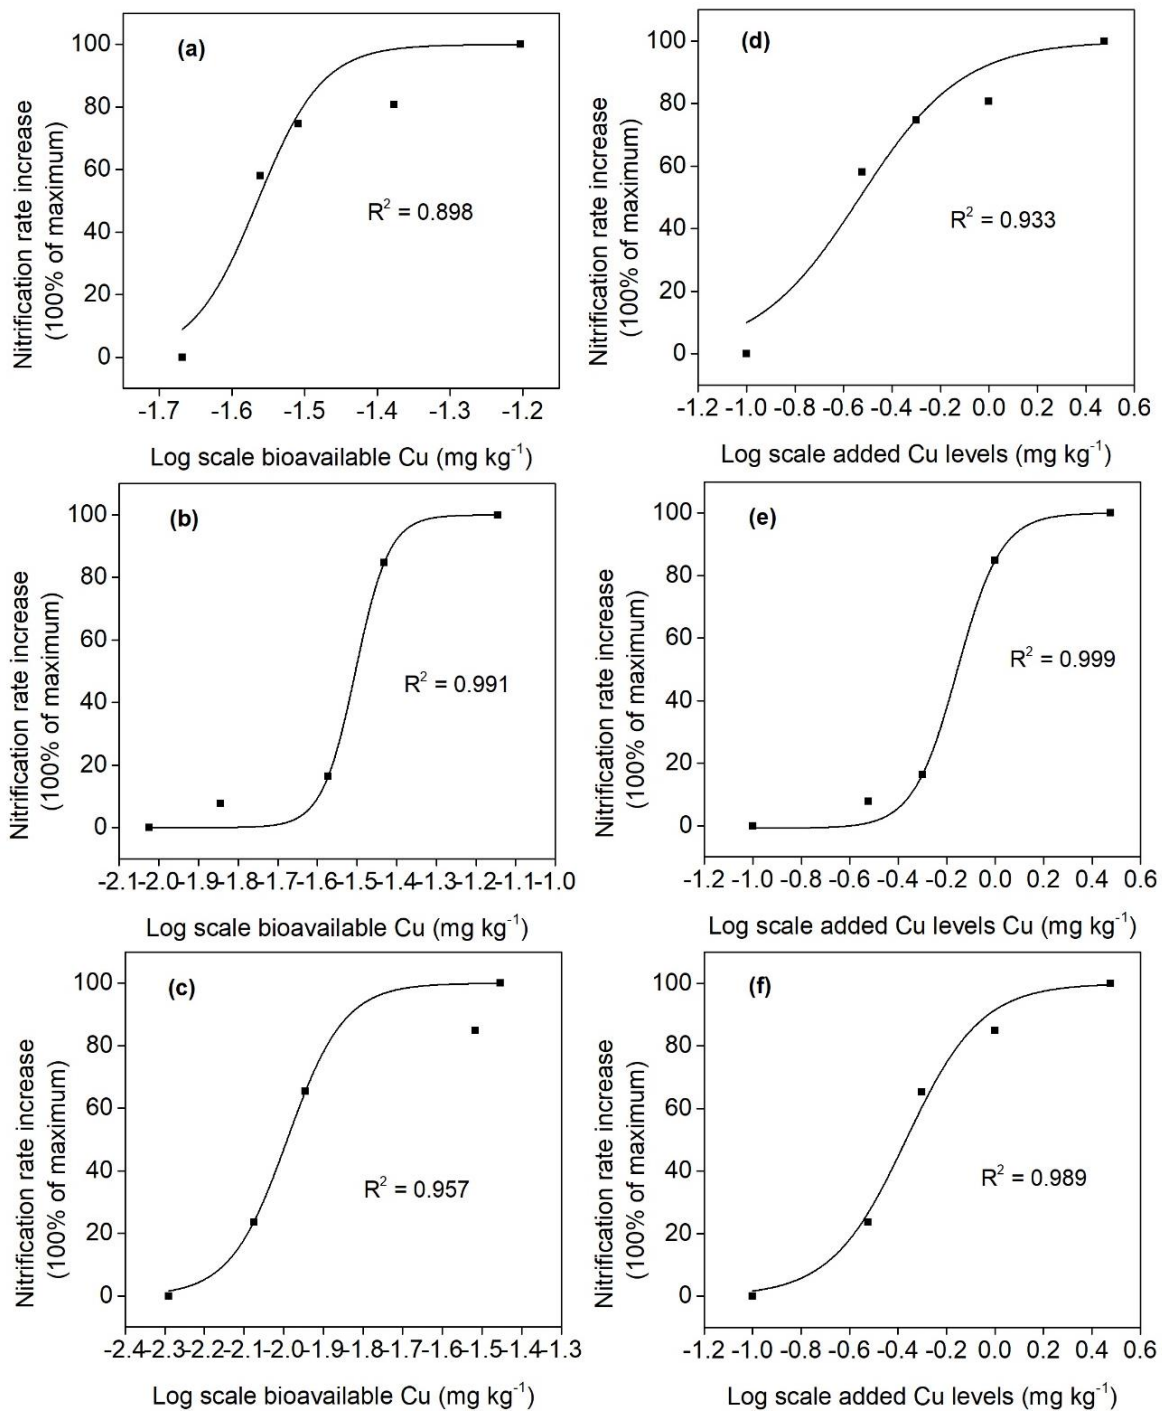 (a)
Nitrification rate increase
(100% of maximum)
100
80
60
40
20
0
R² = 0.898
-1.7 -1.6 -1.5 -1.4 -1.3 -1.2
Log scale bioavailable Cu (mg kg⁻¹)
(d)
Nitrification rate increase
(100% of maximum)
100
80
60
40
20
0
R² = 0.933
-1.2 -1.0 -0.8 -0.6 -0.4 -0.2 0.0 0.2 0.4 0.6
Log scale added Cu levels (mg kg⁻¹)
(b)
Nitrification rate increase
(100% of maximum)
100
80
60
40
20
0
R² = 0.991
-2.1 -2.0 -1.9 -1.8 -1.7 -1.6 -1.5 -1.4 -1.3 -1.2 -1.1 -1.0
Log scale bioavailable Cu (mg kg⁻¹)
(e)
Nitrification rate increase
(100% of maximum)
100
80
60
40
20
0
R² = 0.999
-1.2 -1.0 -0.8 -0.6 -0.4 -0.2 0.0 0.2 0.4 0.6
Log scale added Cu levels Cu (mg kg⁻¹)
(c)
Nitrification rate increase
(100% of maximum)
100
80
60
40
20
0
R² = 0.957
-2.4 -2.3 -2.2 -2.1 -2.0 -1.9 -1.8 -1.7 -1.6 -1.5 -1.4 -1.3
Log scale bioavailable Cu (mg kg⁻¹)
(f)
Nitrification rate increase
(100% of maximum)
100
80
60
40
20
0
R² = 0.989
-1.2 -1.0 -0.8 -0.6 -0.4 -0.2 0.0 0.2 0.4 0.6
Log scale added Cu levels (mg kg⁻¹)